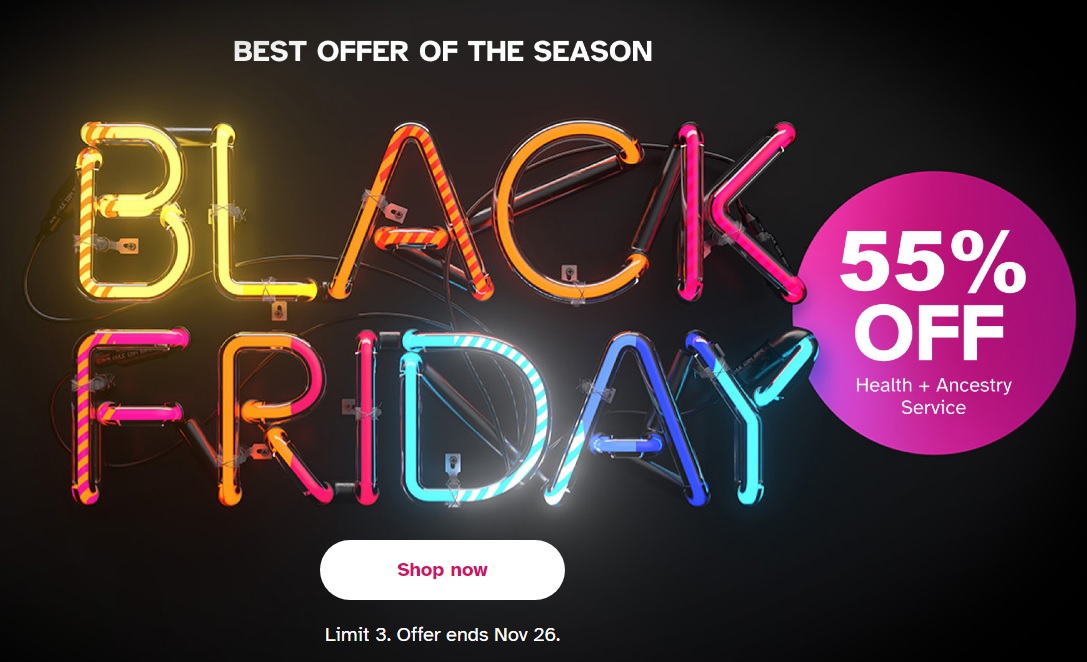 BEST OFFER OF THE SEASON
BLACK
FRIDAY
55%
OFF
Health + Ancestry
Service
Shop now
Limit 3. Offer ends Nov 26.